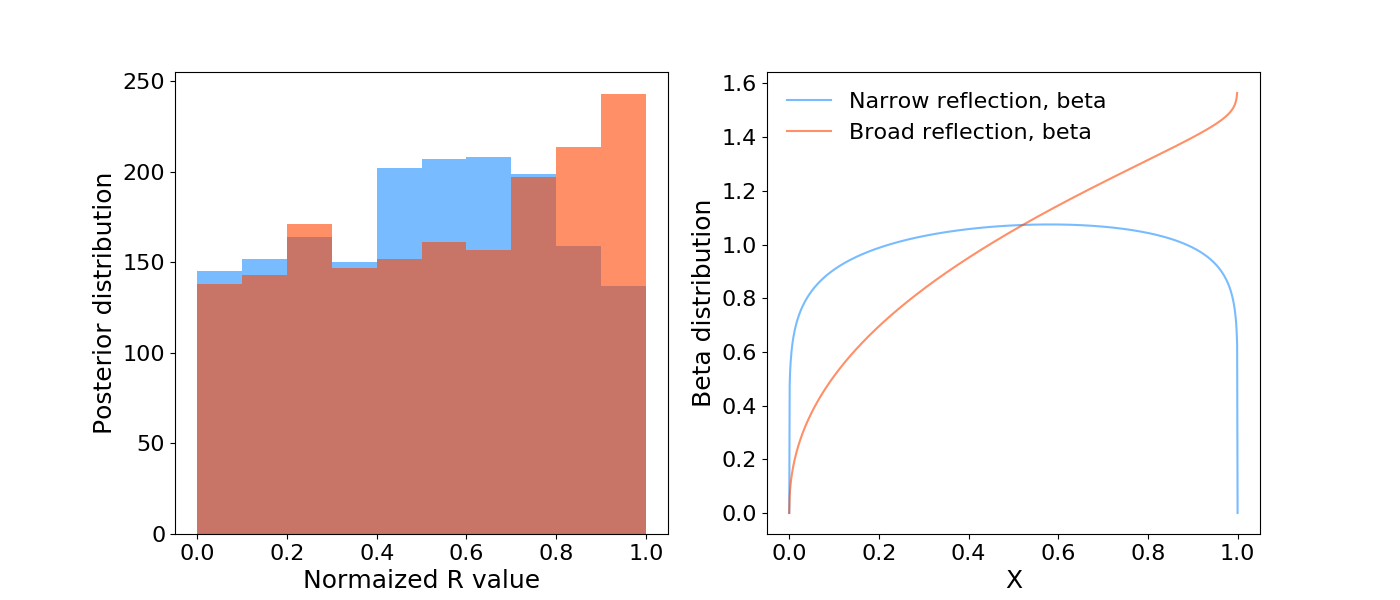 Posterior distribution
250
200
150
100
50
0
0.0 0.2 0.4 0.6 0.8 1.0
Normaized R value
Beta distribution
1.6
1.4
1.2
1.0
0.8
0.6
0.4
0.2
0.0
Narrow reflection, beta
Broad reflection, beta
0.0 0.2 0.4 0.6 0.8 1.0
X